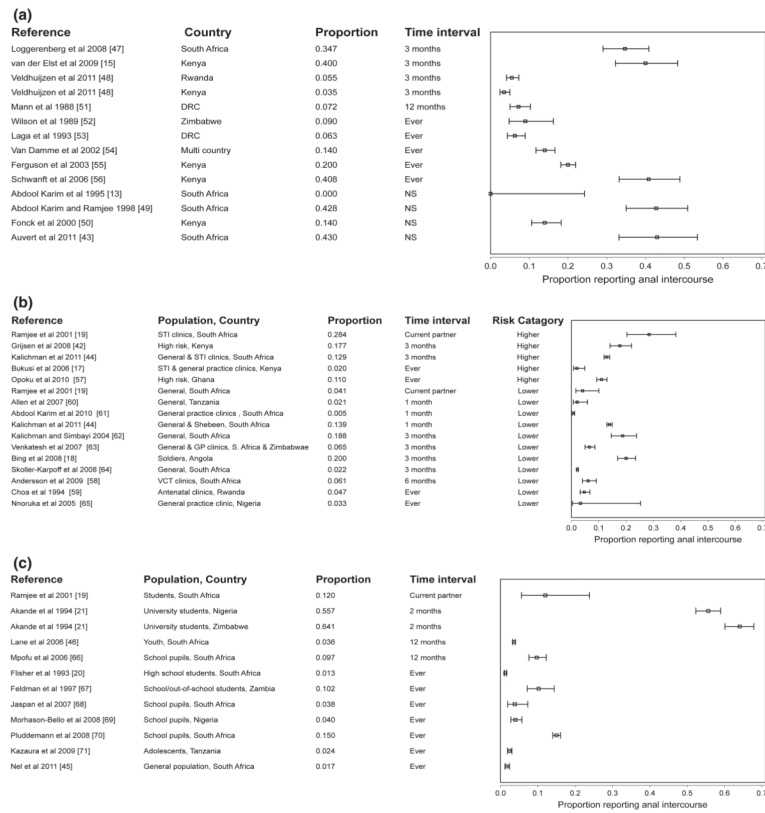 (a)
Reference Country Proportion Time interval
Loggerenberg et al 2008 [47] South Africa 0.347 3 months
van der Elst et al 2009 [15] Kenya 0.400 3 months
Veldhuijzen et al 2011 [48] Rwanda 0.055 3 months
Veldhuijzen et al 2011 [48] Kenya 0.035 3 months
Mann et al 1988 [51] DRC 0.072 12 months
Wilson et al 1989 [52] Zimbabwe 0.090 Ever
Laga et al 1993 [53] DRC 0.063 Ever
Van Damme et al 2002 [54] Multi country 0.140 Ever
Ferguson et al 2003 [55] Kenya 0.200 Ever
Schwanft et al 2006 [56] Kenya 0.408 Ever
Abdool Karim et al 1995 [13] South Africa 0.000 NS
Abdool Karim and Ramjee 1998 [49] South Africa 0.428 NS
Fonck et al 2000 [50] Kenya 0.140 NS
Auvert et al 2011 [43] South Africa 0.430 NS
0.0 0.1 0.2 0.3 0.4 0.5 0.6 0.7
Proportion reporting anal intercourse
(b)
Reference Population, Country Proportion Time interval Risk Catagory
Ramjee et al 2001 [19] STI clinics, South Africa 0.284 Current partner Higher
Grijsen et al 2008 [42] High risk, Kenya 0.177 3 months Higher
Kalichman et al 2011 [44] General & STI clinics, South Africa 0.129 3 months Higher
Bukusi et al 2006 [17] STI & general practice clinics, Kenya 0.020 Ever Higher
Opoku et al 2010 [57] High risk, Ghana 0.110 Ever Higher
Ramjee et al 2001 [19] General, South Africa 0.041 Current partner Lower
Allen et al 2007 [60] General, Tanzania 0.021 1 month Lower
Abdool Karim et al 2010 [61] General practice clinics , South Africa 0.005 1 month Lower
Kalichman et al 2011 [44] General & Shebeen, South Africa 0.139 1 month Lower
Kalichman and Simbayi 2004 [62] General, South Africa 0.188 3 months Lower
Venkatesh et al 2007 [63] General & GP clinics, S. Africa & Zimbabwae 0.065 3 months Lower
Bing et al 2008 [18] Soldiers, Angola 0.200 3 months Lower
Skoller-Karpoff et al 2008 [64] General, South Africa 0.022 3 months Lower
Andersson et al 2009 [58] VCT clinics, South Africa 0.061 6 months Lower
Choa et al 1994 [59] Antenatal clinics, Rwanda 0.047 Ever Lower
Nnoruka et al 2005 [65] General practice clinic, Nigeria 0.033 Ever Lower
0.0 0.1 0.2 0.3 0.4 0.5 0.6 0.7
Proportion reporting anal intercourse
(c)
Reference Population, Country Proportion Time interval
Ramjee et al 2001 [19] Students, South Africa 0.120 Current partner
Akande et al 1994 [21] University students, Nigeria 0.557 2 months
Akande et al 1994 [21] University students, Zimbabwe 0.641 2 months
Lane et al 2006 [46] Youth, South Africa 0.036 12 months
Mpofu et al 2006 [66] School pupils, South Africa 0.097 12 months
Flisher et al 1993 [20] High school students, South Africa 0.013 Ever
Feldman et al 1997 [67] School/out-of-school students, Zambia 0.102 Ever
Jaspan et al 2007 [68] School pupils, South Africa 0.038 Ever
Morhason-Bello et al 2008 [69] School pupils, Nigeria 0.040 Ever
Pluddemann et al 2008 [70] School pupils, South Africa 0.150 Ever
Kazaura et al 2009 [71] Adolescents, Tanzania 0.024 Ever
Nel et al 2011 [45] General population, South Africa 0.017 Ever
0.0 0.1 0.2 0.3 0.4 0.5 0.6 0.7
Proportion reporting anal intercourse